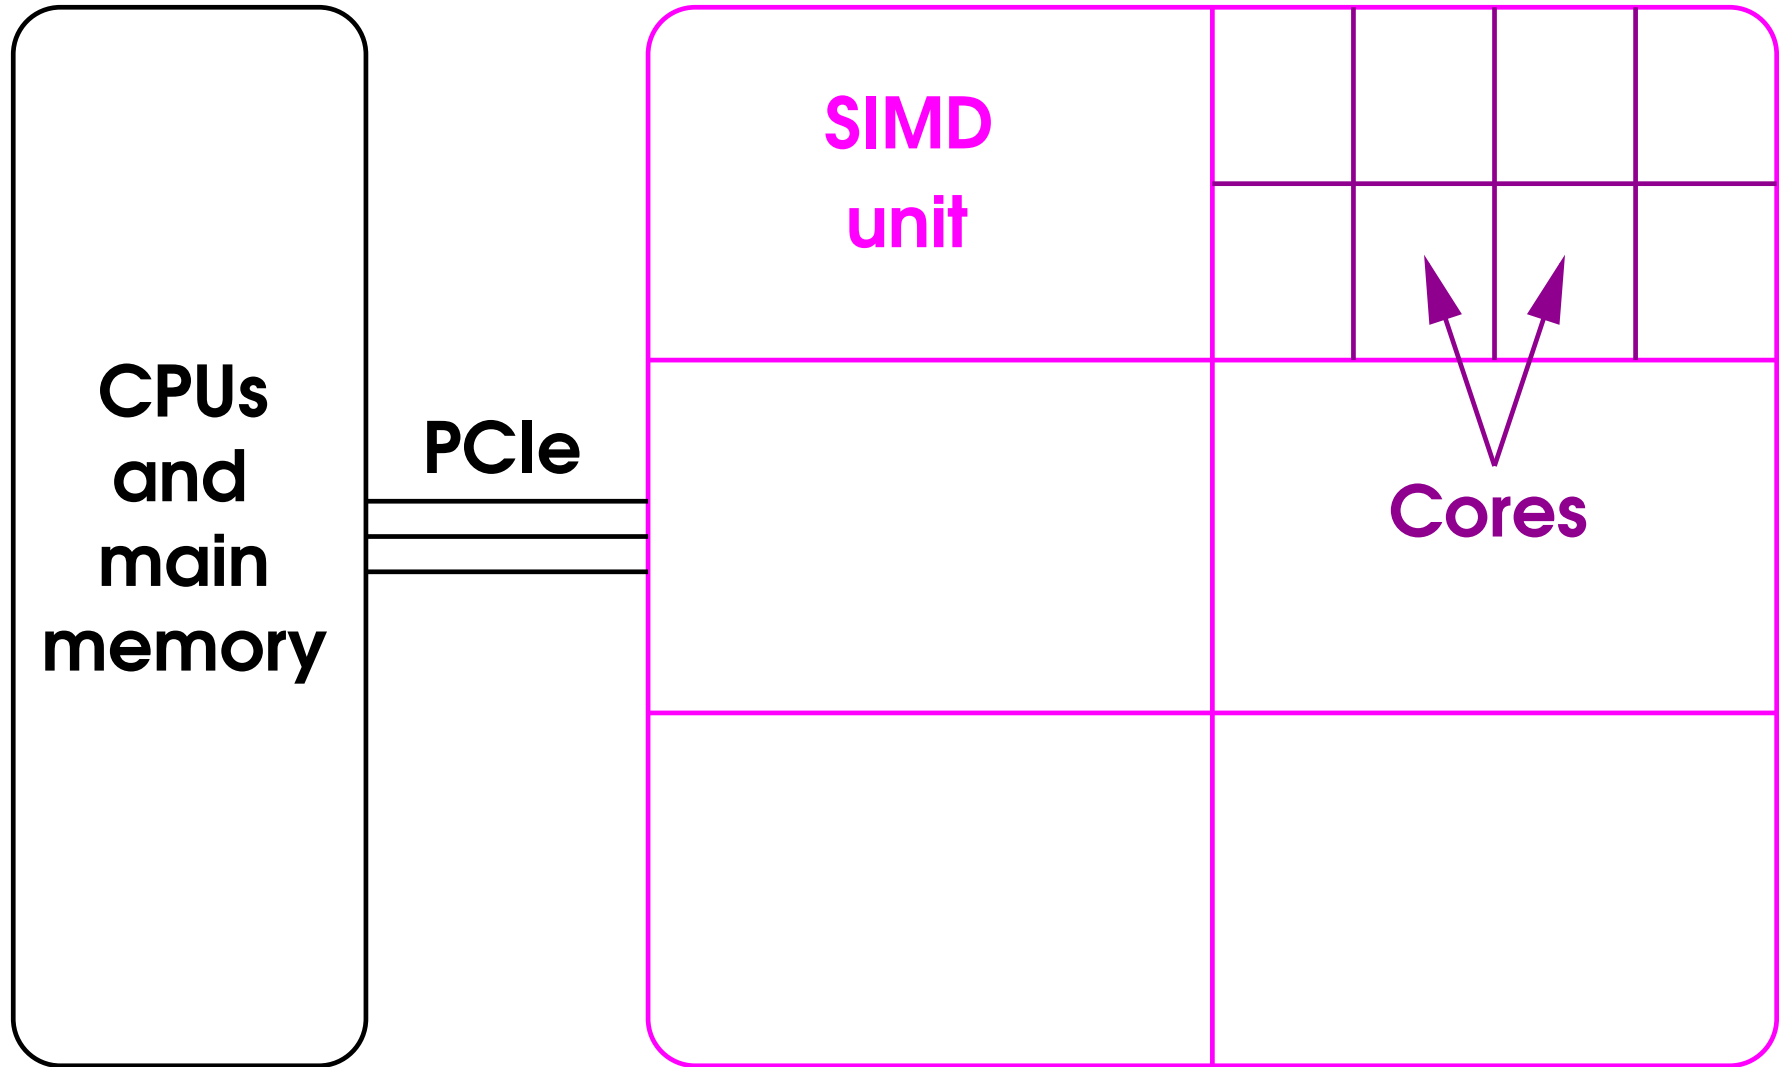 CPUs
and
main
memory
PCIe
SIMD
unit
Cores